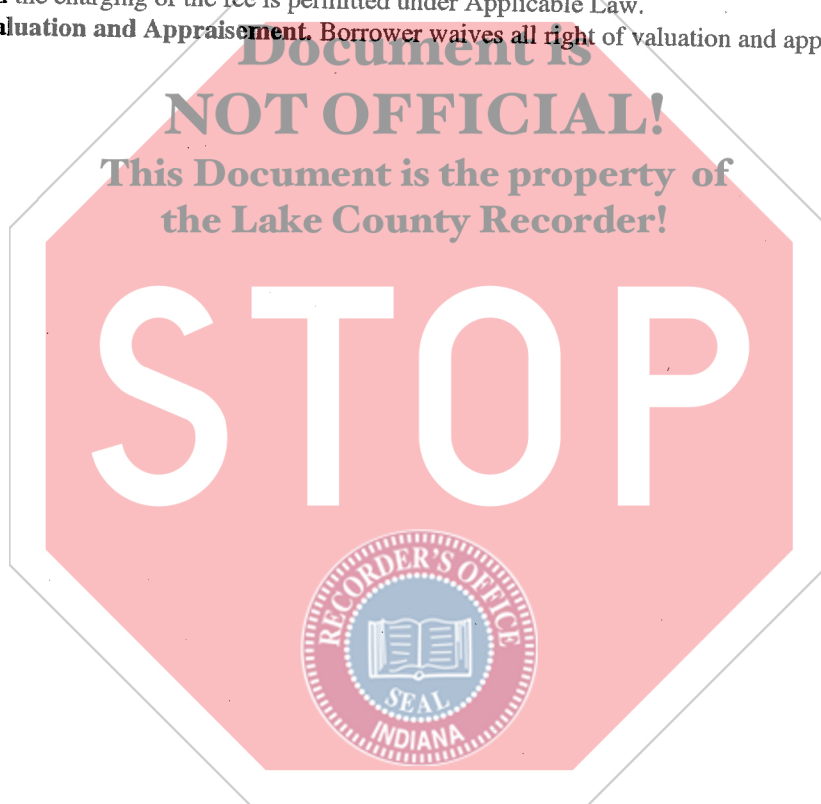 the charging of the fee is permitted under Applicable Law.
aluation and Appraisement. Borrower waives all right of valuation and app
Document is
NOT OFFICIAL!
This Document is the property of
the Lake County Recorder!
STOP
RECORDER'S OFFICE
SEAL
INDIANA